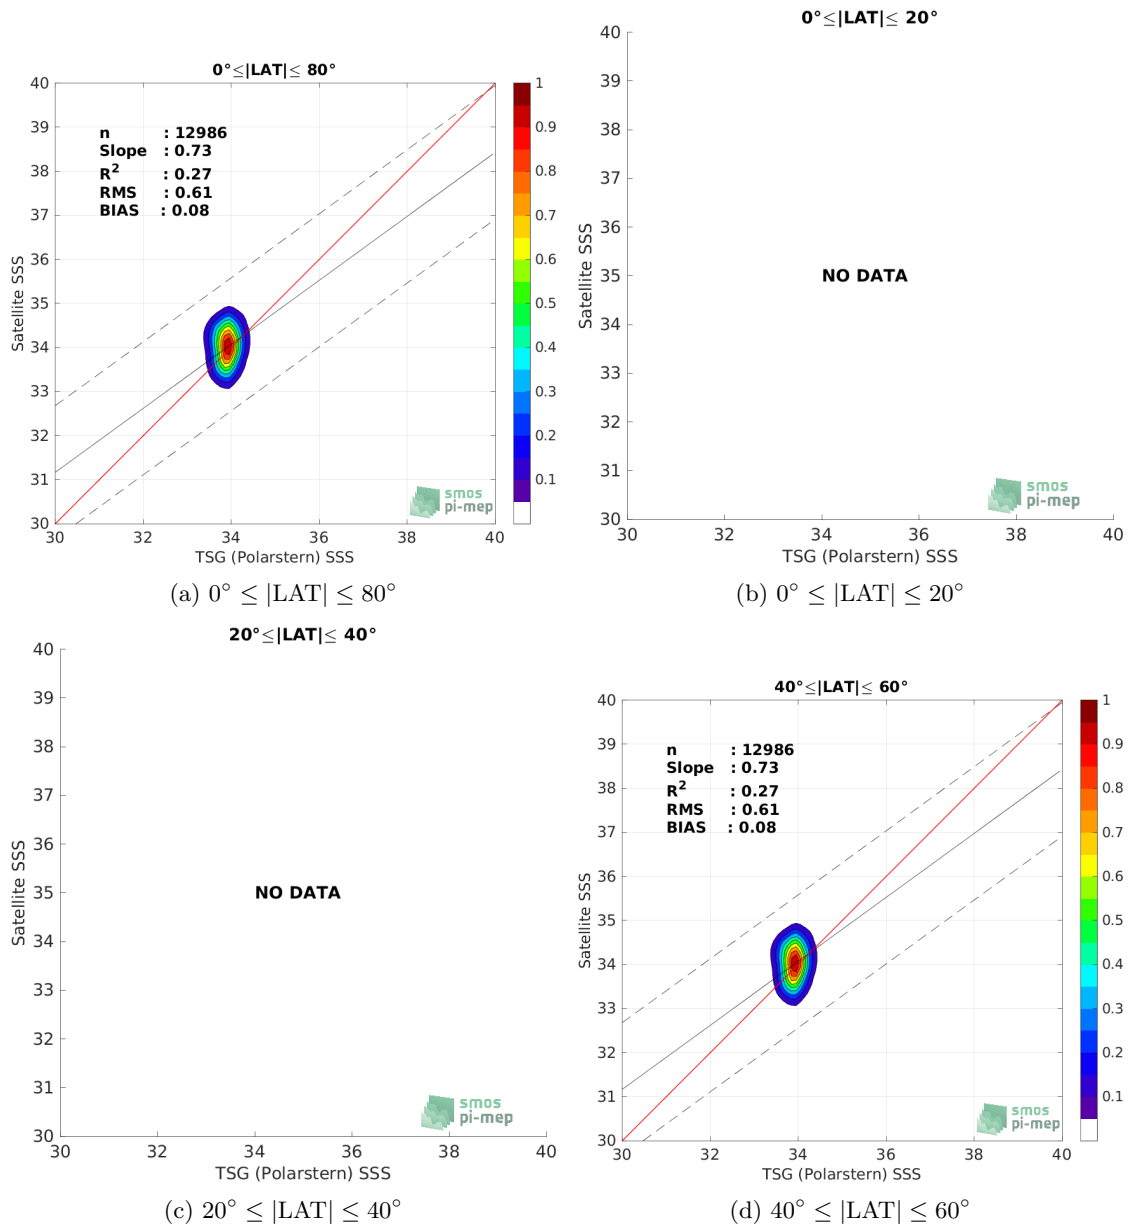 0°≤|LAT|≤ 80°
40
39
38
37
36
35
34
33
32
31
30
Satellite SSS
n : 12986
Slope : 0.73
R² : 0.27
RMS : 0.61
BIAS : 0.08
30 32 34 36 38 40
TSG (Polarstern) SSS
smos
pi-mep
1
0.9
0.8
0.7
0.6
0.5
0.4
0.3
0.2
0.1
(a) 0° ≤ |LAT| ≤ 80°
0°≤|LAT|≤ 20°
40
39
38
37
36
35
34
33
32
31
30
Satellite SSS
NO DATA
smos
pi-mep
30 32 34 36 38 40
TSG (Polarstern) SSS
(b) 0° ≤ |LAT| ≤ 20°
20°≤|LAT|≤ 40°
40
39
38
37
36
35
34
33
32
31
30
Satellite SSS
NO DATA
smos
pi-mep
30 32 34 36 38 40
TSG (Polarstern) SSS
(c) 20° ≤ |LAT| ≤ 40°
40°≤|LAT|≤ 60°
40
39
38
37
36
35
34
33
32
31
30
Satellite SSS
n : 12986
Slope : 0.73
R² : 0.27
RMS : 0.61
BIAS : 0.08
smos
pi-mep
30 32 34 36 38 40
TSG (Polarstern) SSS
1
0.9
0.8
0.7
0.6
0.5
0.4
0.3
0.2
0.1
(d) 40° ≤ |LAT| ≤ 60°